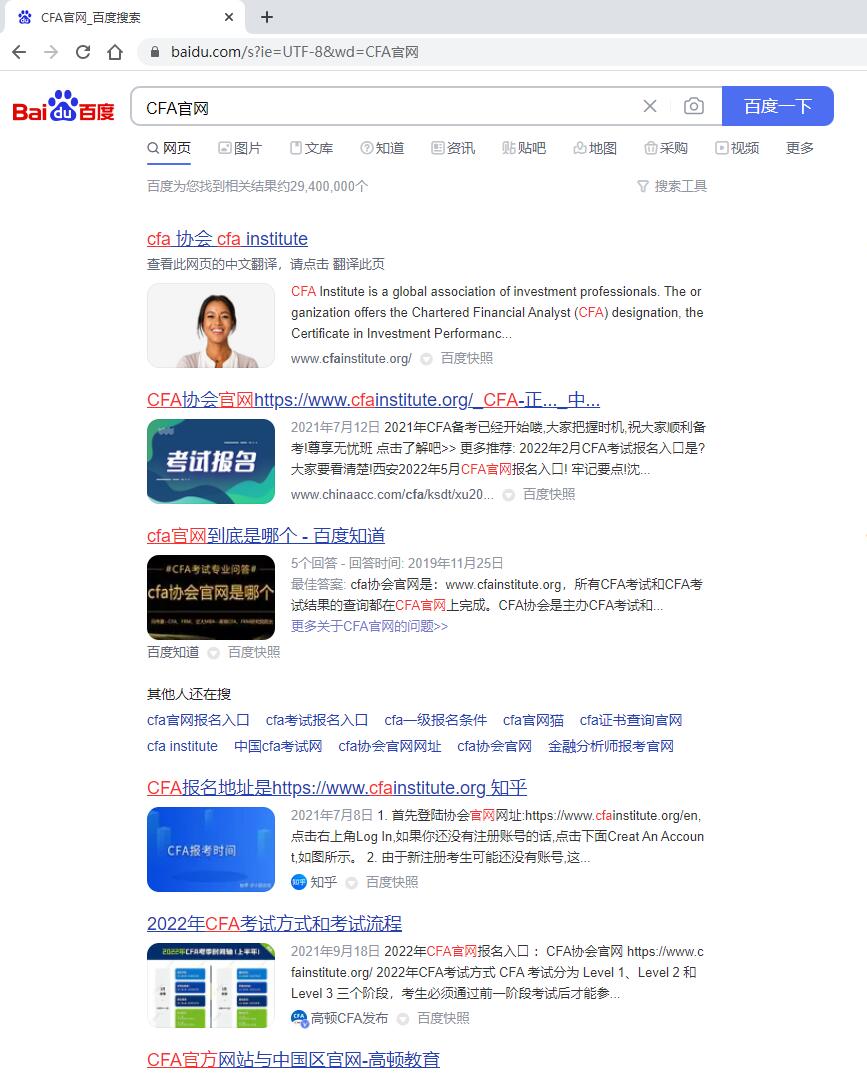 CFA官网_百度搜索
baidu.com/s?ie=UTF-8&wd=CFA官网
Bai du 百度
CFA官网
百度一下
网页 图片 文库 知道 资讯 贴吧 地图 采购 视频 更多
百度为您找到相关结果约29,400,000个
搜索工具
cfa 协会 cfa institute
查看此网页的中文翻译，请点击 翻译此页
CFA Institute is a global association of investment professionals. The or
ganization offers the Chartered Financial Analyst (CFA) designation, the
Certificate in Investment Performanc...
www.cfainstitute.org/ 百度快照
CFA协会官网https://www.cfainstitute.org/_CFA-正..._中...
考试报名
2021年7月12日 2021年CFA备考已经开始喽,大家把握时机,祝大家顺利备
考!尊享无忧班 点击了解吧>> 更多推荐: 2022年2月CFA考试报名入口是?
大家要看清楚!西安2022年5月CFA官网报名入口! 牢记要点!沈...
www.chinaacc.com/cfa/ksdt/xu20... 百度快照
cfa官网到底是哪个 - 百度知道
#CFA考试专业问答#
cfa协会官网是哪个
5个回答 - 回答时间: 2019年11月25日
最佳答案: cfa协会官网是：www.cfainstitute.org，所有CFA考试和CFA考
试结果的查询都在CFA官网上完成。CFA协会是主办CFA考试和...
更多关于CFA官网的问题>>
百度知道 百度快照
其他人还在搜
cfa官网报名入口 cfa考试报名入口 cfa一级报名条件 cfa官网猫 cfa证书查询官网
cfa institute 中国cfa考试网 cfa协会官网网址 cfa协会官网 金融分析师报考官网
CFA报名地址是https://www.cfainstitute.org 知乎
CFA报考时间
2021年7月8日 1. 首先登陆协会官网网址:https://www.cfainstitute.org/en,
点击右上角Log In,如果你还没有注册账号的话,点击下面Creat An Accoun
t,如图所示。 2. 由于新注册考生可能还没有账号,这...
知乎 知乎 百度快照
2022年CFA考试方式和考试流程
2022年CFA考季时间轴 (上半年)
2021年9月18日 2022年CFA官网报名入口： CFA协会官网 https://www.c
fainstitute.org/ 2022年CFA考试方式 CFA 考试分为 Level 1、Level 2 和
Level 3 三个阶段，考生必须通过前一阶段考试后才能参...
CFA 高顿CFA发布 百度快照
CFA官方网站与中国区官网-高顿教育